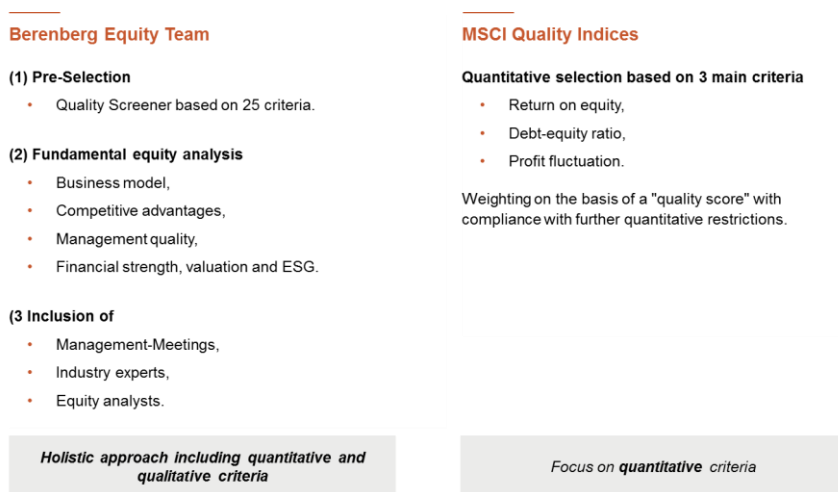 Berenberg Equity Team
(1) Pre-Selection
• Quality Screener based on 25 criteria.
(2) Fundamental equity analysis
• Business model,
• Competitive advantages,
• Management quality,
• Financial strength, valuation and ESG.
(3 Inclusion of
• Management-Meetings,
• Industry experts,
• Equity analysts.
Holistic approach including quantitative and
qualitative criteria
MSCI Quality Indices
Quantitative selection based on 3 main criteria
• Return on equity,
• Debt-equity ratio,
• Profit fluctuation.
Weighting on the basis of a "quality score" with
compliance with further quantitative restrictions.
Focus on quantitative criteria